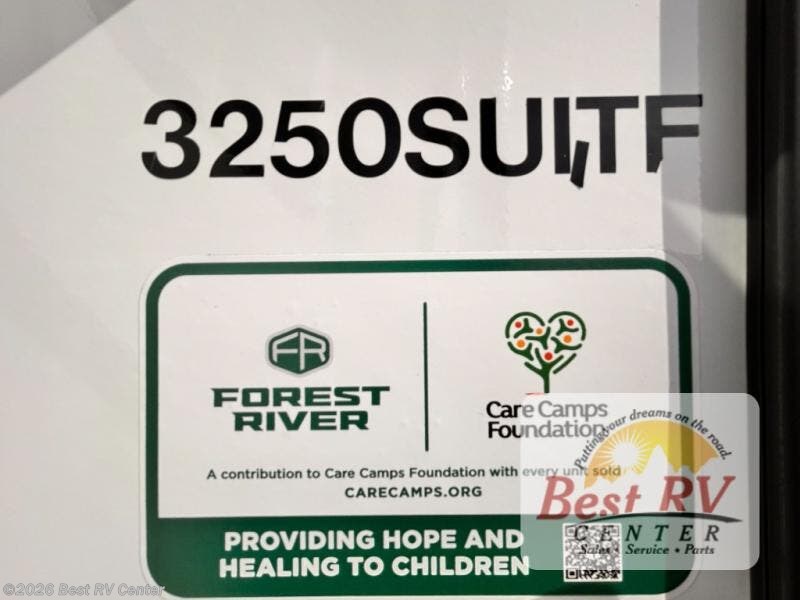 3250SUITE
FR
FOREST
RIVER
Care Camps
Foundation
A contribution to Care Camps Foundation with every unit sold
CARECAMPS.ORG
PROVIDING HOPE AND
HEALING TO CHILDREN
Putting your dreams on the road.
Best RV
CENTER
Sales • Service • Parts
©2026 Best RV Center